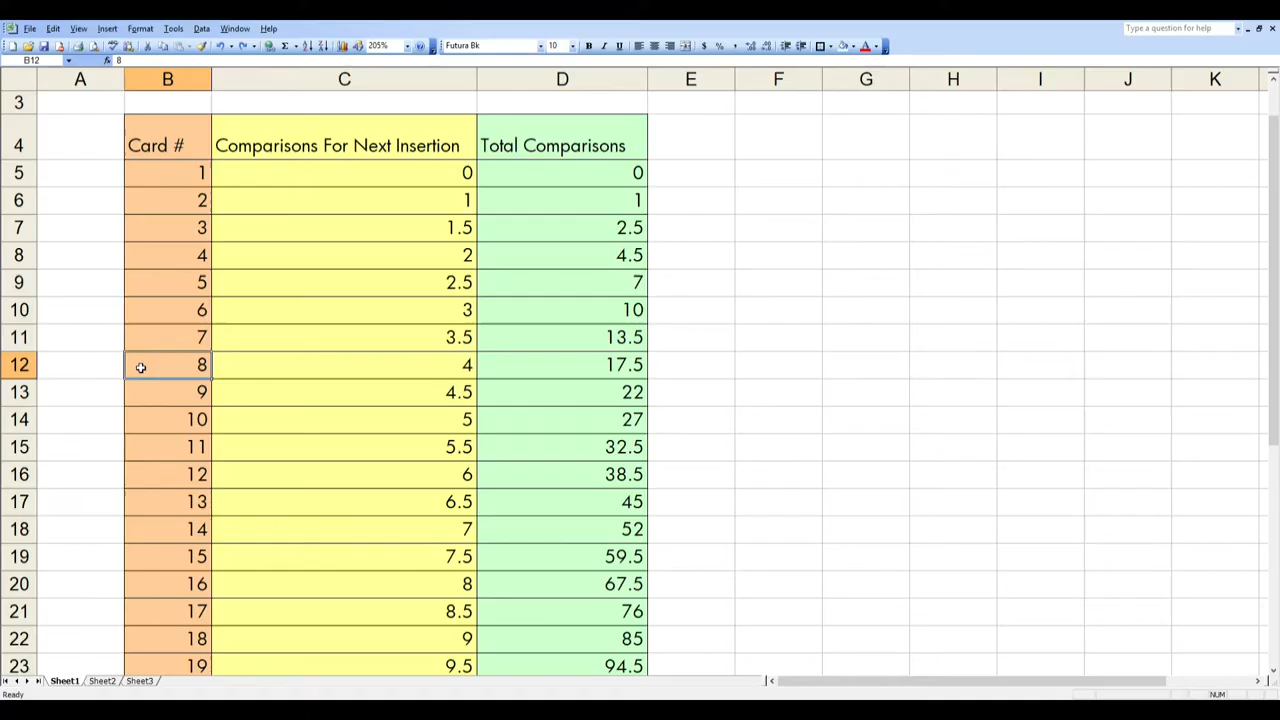 File Edit View Insert Format Tools Data Window Help Type a question for help
205% Futura Bk 10 B I U $ % ,
B12 fx 8
A B C D E F G H I J K
3
4 Card # Comparisons For Next Insertion Total Comparisons
5 1 0 0
6 2 1 1
7 3 1.5 2.5
8 4 2 4.5
9 5 2.5 7
10 6 3 10
11 7 3.5 13.5
12 8 4 17.5
13 9 4.5 22
14 10 5 27
15 11 5.5 32.5
16 12 6 38.5
17 13 6.5 45
18 14 7 52
19 15 7.5 59.5
20 16 8 67.5
21 17 8.5 76
22 18 9 85
23 19 9.5 94.5
Sheet1 Sheet2 Sheet3
Ready NUM